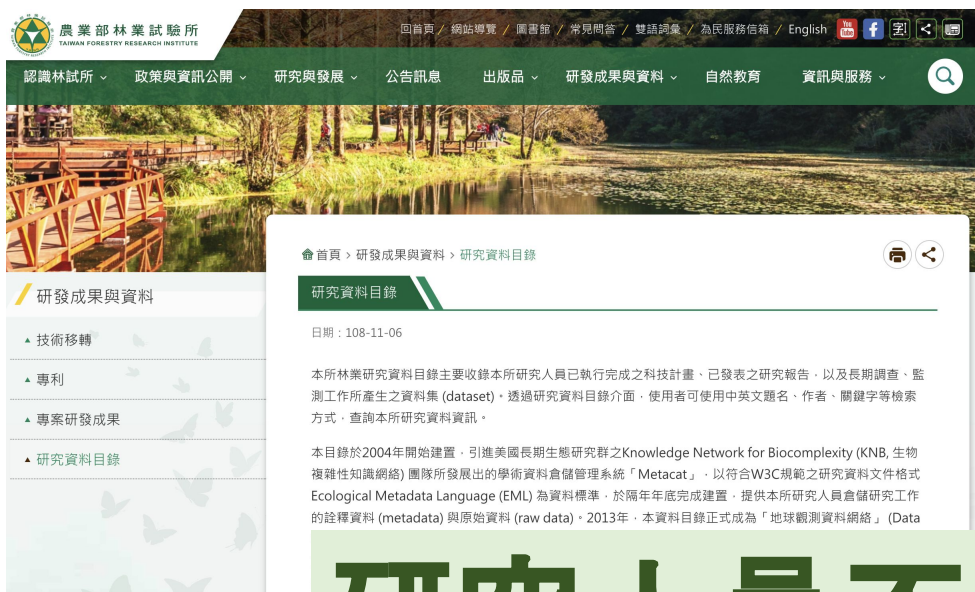 農業部林業試驗所
TAIWAN FORESTRY RESEARCH INSTITUTE
回首頁 / 網站導覽 / 圖書館 / 常見問答 / 雙語詞彙 / 為民服務信箱 / English You Tube f 字!
認識林試所 政策與資訊公開 研究與發展 公告訊息 出版品 研發成果與資料 自然教育 資訊與服務
首頁 › 研發成果與資料 › 研究資料目錄
研發成果與資料
技術移轉
專利
專案研發成果
研究資料目錄
研究資料目錄
日期：108-11-06
本所林業研究資料目錄主要收錄本所研究人員已執行完成之科技計畫、已發表之研究報告，以及長期調查、監
測工作所產生之資料集 (dataset)。透過研究資料目錄介面，使用者可使用中英文題名、作者、關鍵字等檢索
方式，查詢本所研究資料資訊。
本目錄於2004年開始建置，引進美國長期生態研究群之Knowledge Network for Biocomplexity (KNB, 生物
複雜性知識網絡) 團隊所發展出的學術資料倉儲管理系統「Metacat」，以符合W3C規範之研究資料文件格式
Ecological Metadata Language (EML) 為資料標準，於隔年年底完成建置，提供本所研究人員倉儲研究工作
的詮釋資料 (metadata) 與原始資料 (raw data)。2013年，本資料目錄正式成為「地球觀測資料網絡」 (Data